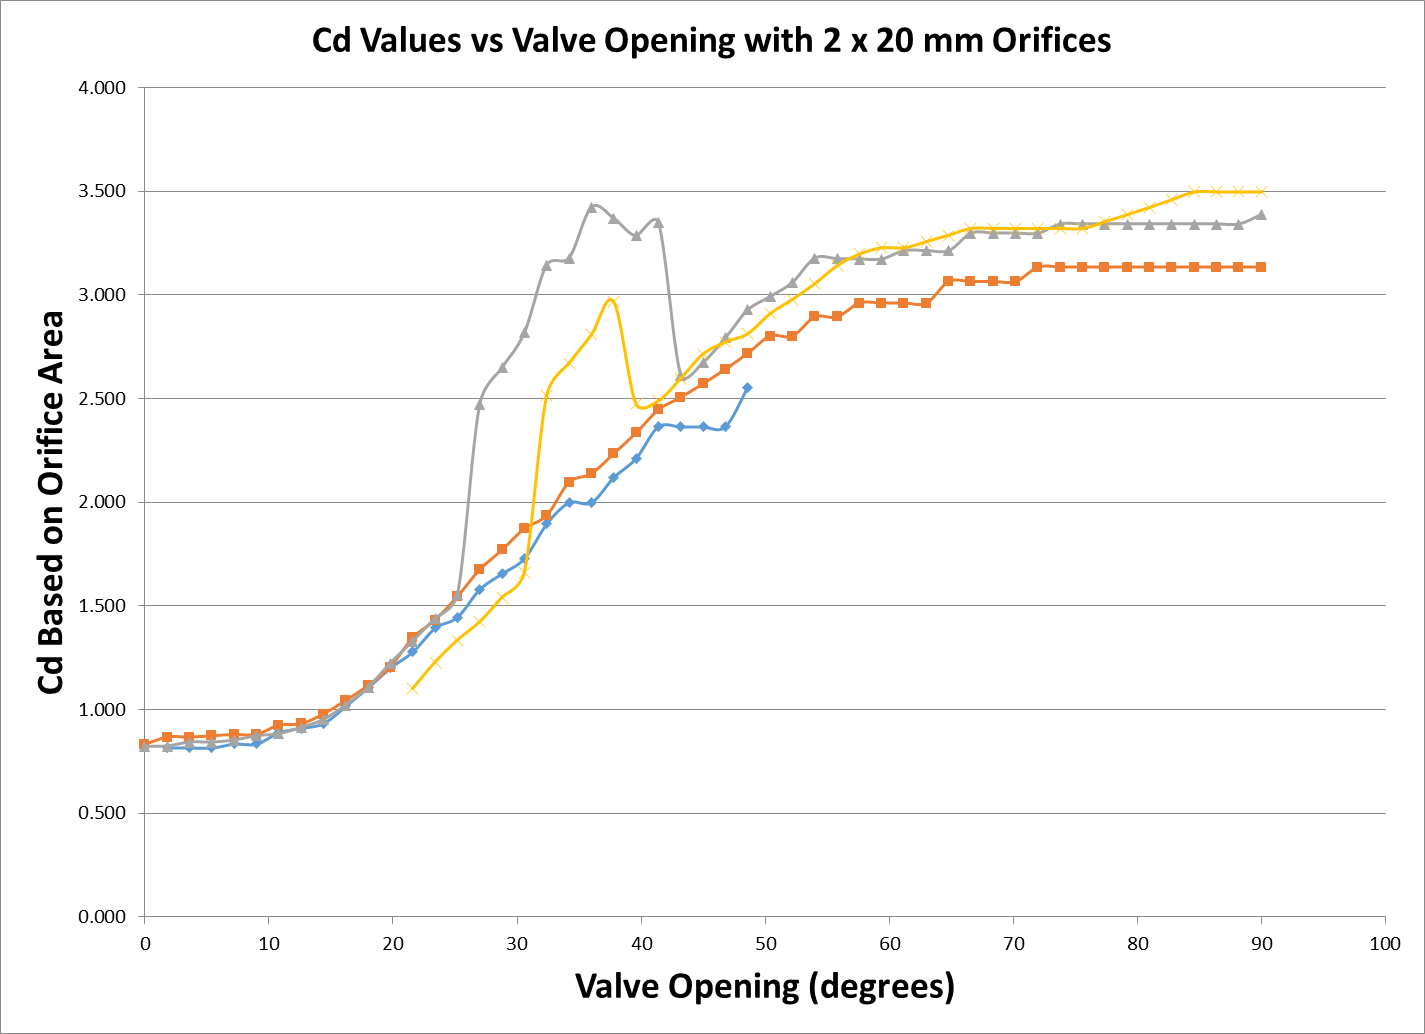 Cd Values vs Valve Opening with 2 x 20 mm Orifices
4.000
3.500
3.000
2.500
2.000
1.500
1.000
0.500
0.000
Cd Based on Orifice Area
0 10 20 30 40 50 60 70 80 90 100
Valve Opening (degrees)